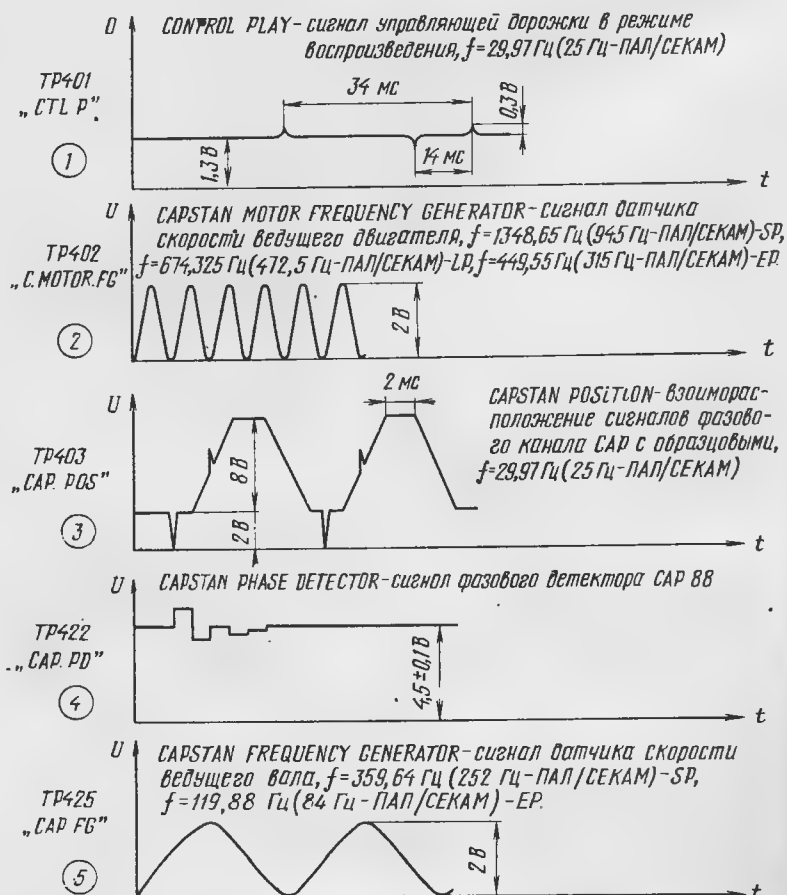 0 CONTROL PLAY-сигнал управляющей дорожки в режиме
воспроизведения, f=29,97 Гц (25 Гц-ПАЛ/СЕКАМ)
TP401
„CTL P”
1
34 мс
0,3 В
14 мс
1,3 В
t
U CAPSTAN MOTOR FREQUENCY GENERATOR-сигнал датчика
скорости ведущего двигателя, f=1348,65 Гц (945 Гц-ПАЛ/СЕКАМ)-SP,
f=674,325 Гц (472,5 Гц-ПАЛ/СЕКАМ)-LP, f=449,55 Гц (315 Гц-ПАЛ/СЕКАМ)-EP.
TP402
„C.MOTOR.FG”
2
2 В
t
U
2 мс
CAPSTAN POSITION-взаиморас-
положение сигналов фазово-
го канала CAP с образцовыми,
f=29,97 Гц (25 Гц-ПАЛ/СЕКАМ)
TP403
„CAP. POS”
3
8 В
2 В
t
U CAPSTAN PHASE DETECTOR-сигнал фазового детектора CAP 88
TP422
„CAP. PD”
4
4,5±0,1 В
t
U CAPSTAN FREQUENCY GENERATOR-сигнал датчика скорости
ведущего вала, f=359,64 Гц (252 Гц-ПАЛ/СЕКАМ)-SP,
f=119,88 Гц (84 Гц-ПАЛ/СЕКАМ)-EP.
TP425
„CAP FG”
5
2 В
t